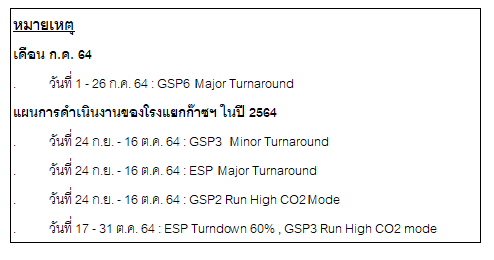 หมายเหตุ
เดือน ก.ค. 64
. วันที่ 1 - 26 ก.ค. 64 : GSP6 Major Turnaround
แผนการดำเนินงานของโรงแยกก๊าซฯ ในปี 2564
. วันที่ 24 ก.ย. - 16 ต.ค. 64 : GSP3 Minor Turnaround
. วันที่ 24 ก.ย. - 16 ต.ค. 64 : ESP Major Turnaround
. วันที่ 24 ก.ย. - 16 ต.ค. 64 : GSP2 Run High CO2 Mode
. วันที่ 17 - 31 ต.ค. 64 : ESP Turndown 60% , GSP3 Run High CO2 mode